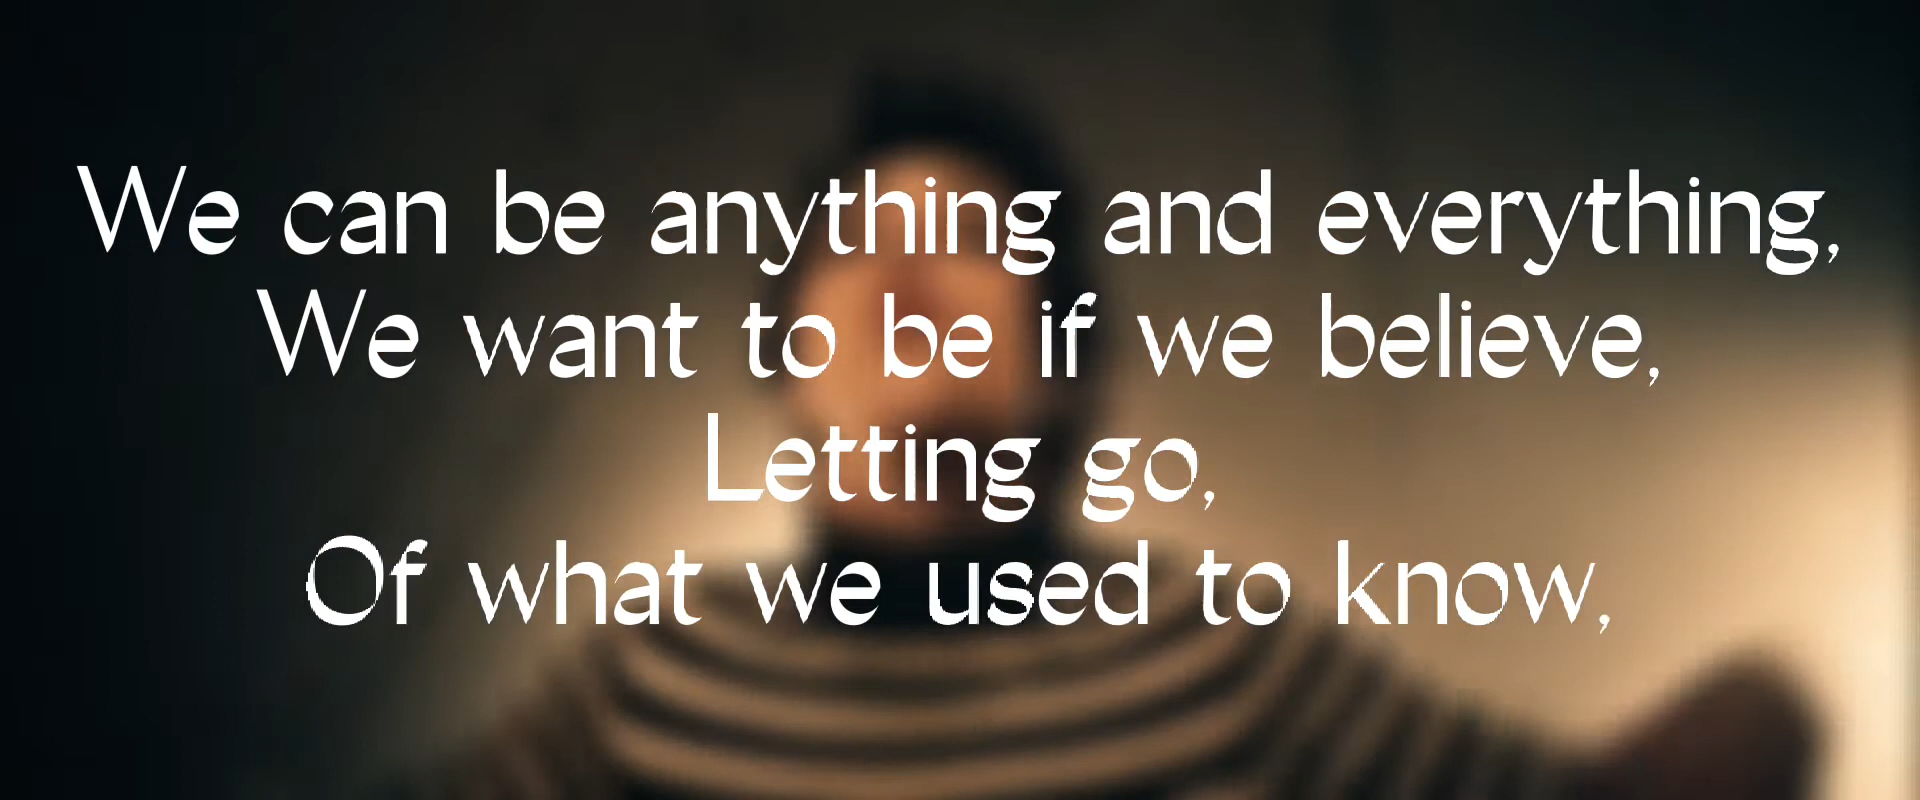 We can be anything and everything,
We want to be if we believe,
Letting go,
Of what we used to know,